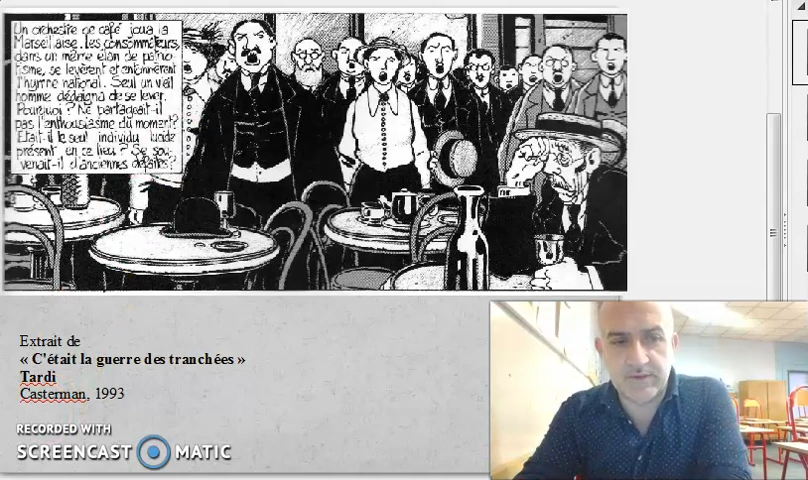 Un orchestre de café joua la
Marseillaise. Les consommateurs,
dans un même élan de patrio-
tisme, se levèrent et entonnèrent
l'hymne national. Seul un vieil
homme dédaigna de se lever.
Pourquoi ? Ne partageait-il
pas l'enthousiasme du moment?
Etait-il le seul individu lucide
présent en ce lieu ? Se sou-
venait-il d'anciennes défaites ?
Extrait de
« C'était la guerre des tranchées »
Tardi
Casterman, 1993
RECORDED WITH
SCREENCAST MATIC